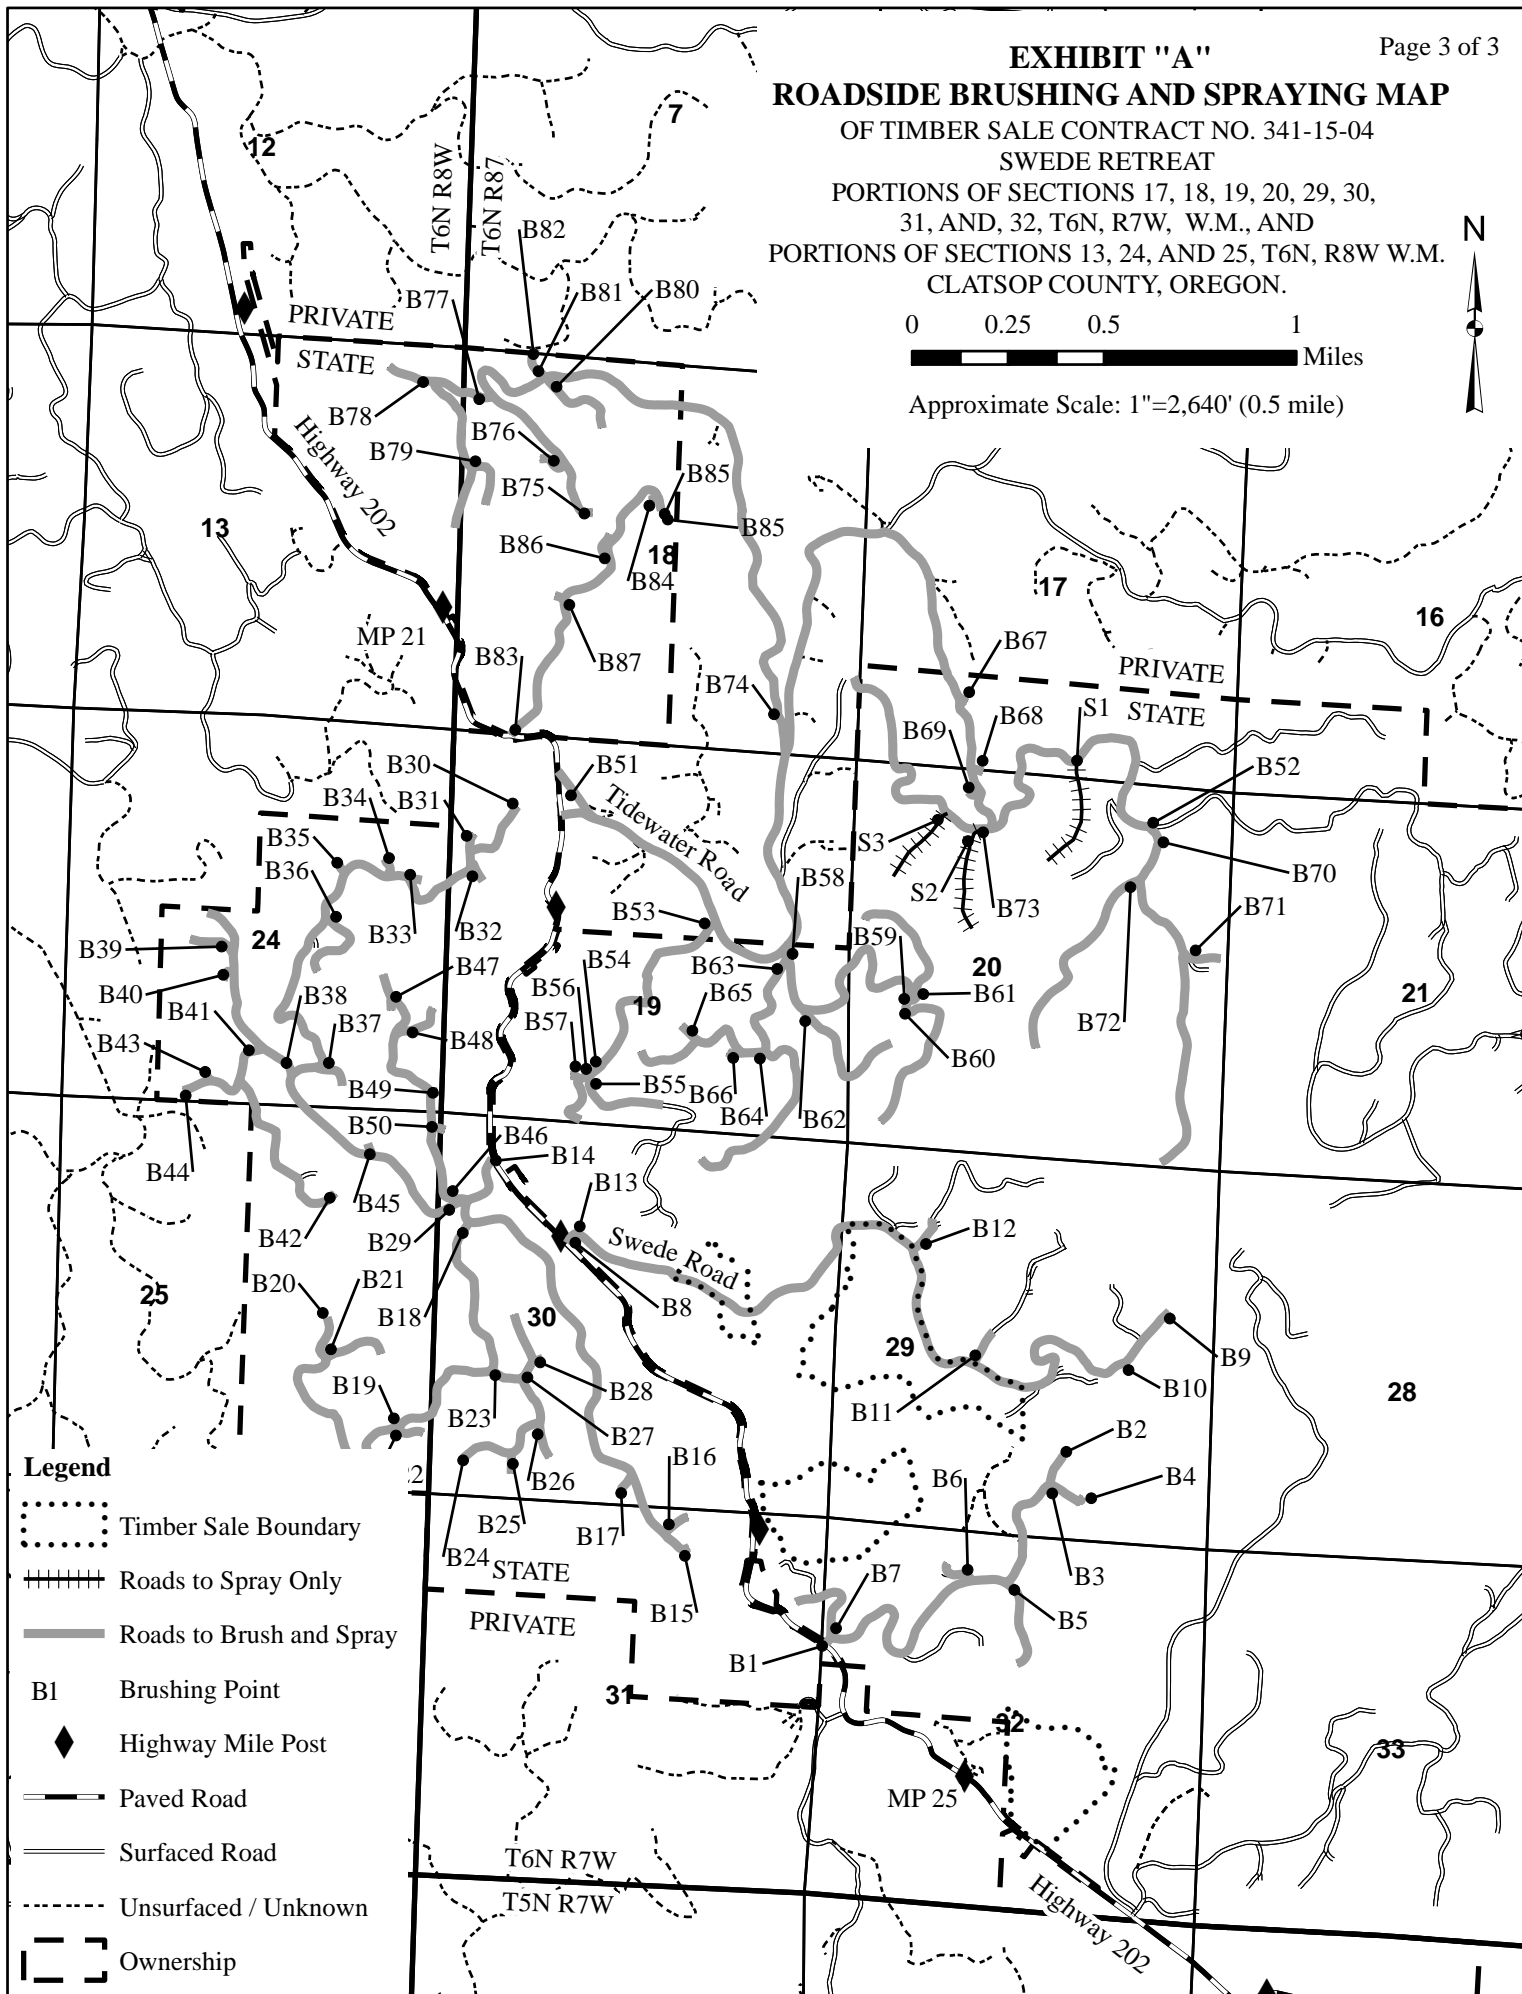 Page 3 of 3
EXHIBIT "A"
ROADSIDE BRUSHING AND SPRAYING MAP
OF TIMBER SALE CONTRACT NO. 341-15-04
SWEDE RETREAT
PORTIONS OF SECTIONS 17, 18, 19, 20, 29, 30,
31, AND, 32, T6N, R7W, W.M., AND
PORTIONS OF SECTIONS 13, 24, AND 25, T6N, R8W W.M.
CLATSOP COUNTY, OREGON.
N
0 0.25 0.5 1
Miles
Approximate Scale: 1"=2,640' (0.5 mile)
7
12
T6N R8W
T6N R87
B82
B77
B81
B80
PRIVATE
STATE
B78
B76
B79
Highway 202
B75
B85
B85
13
B86
18
B84
17
16
MP 21
B83
B87
B67
PRIVATE
B74
B68
S1
STATE
B69
B30
B51
B52
B34
B31
Tidewater Road
B35
S3
B36
B58
S2
B70
B73
B71
B53
B33
B32
B59
B39
24
B47
B54
B63
20
B40
B56
B65
B61
21
B38
19
B41
B37
B57
B72
B43
B48
B60
B49
B55
B66
B64
B62
B50
B46
B14
B44
B45
B13
B42
B29
Swede Road
B12
B20
B21
25
B18
B8
30
29
B9
B28
B10
B19
28
B23
B11
B27
B2
B16
B6
B4
B26
22
B25
B17
B24
B7
B3
STATE
B15
B5
PRIVATE
B1
31
32
33
MP 25
T6N R7W
T5N R7W
Highway 202
Legend
Timber Sale Boundary
Roads to Spray Only
Roads to Brush and Spray
B1 Brushing Point
Highway Mile Post
Paved Road
Surfaced Road
Unsurfaced / Unknown
Ownership